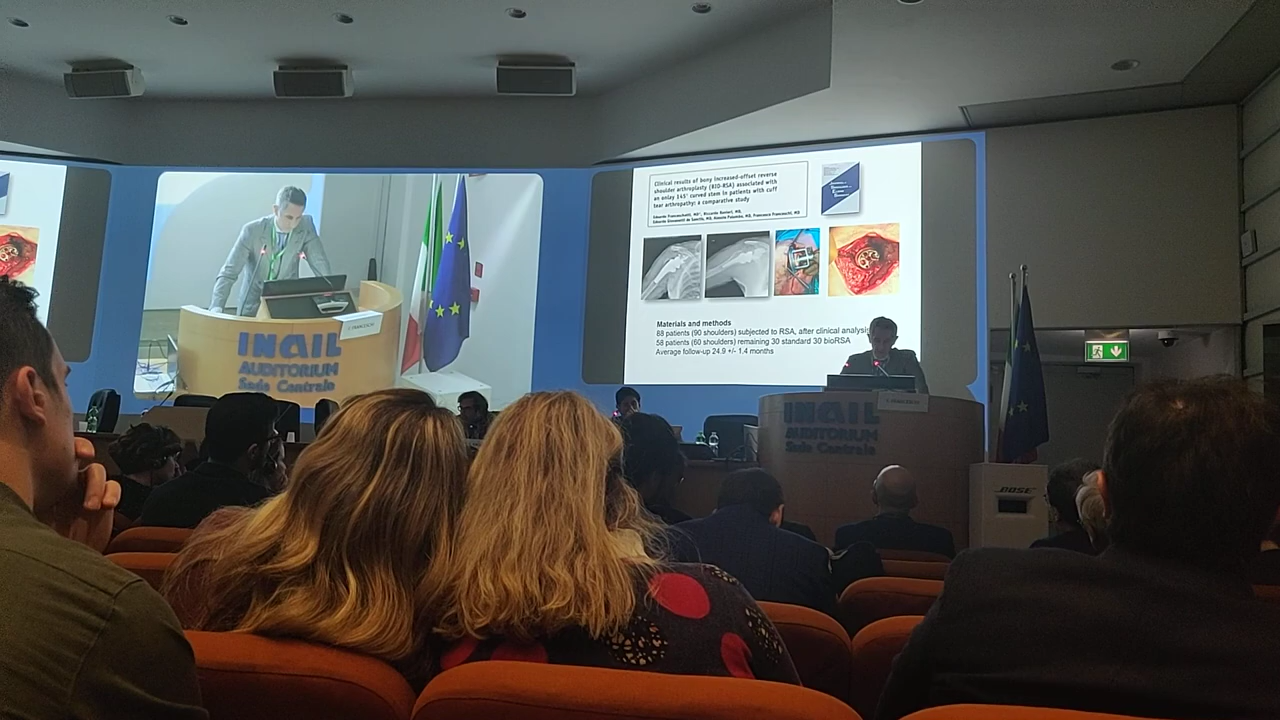 Clinical results of bony increased-offset reverse
shoulder arthroplasty (BIO-RSA) associated with
an onlay 145° curved stem in patients with cuff
tear arthropathy: a comparative study
Materials and methods
88 patients (90 shoulders) subjected to RSA, after clinical analysis
58 patients (60 shoulders) remaining 30 standard 30 bioRSA
Average follow-up 24.9 +/- 1.4 months
INAIL
AUDITORIUM
Sede Centrale
INAIL
AUDITORIUM
Sede Centrale
BOSE